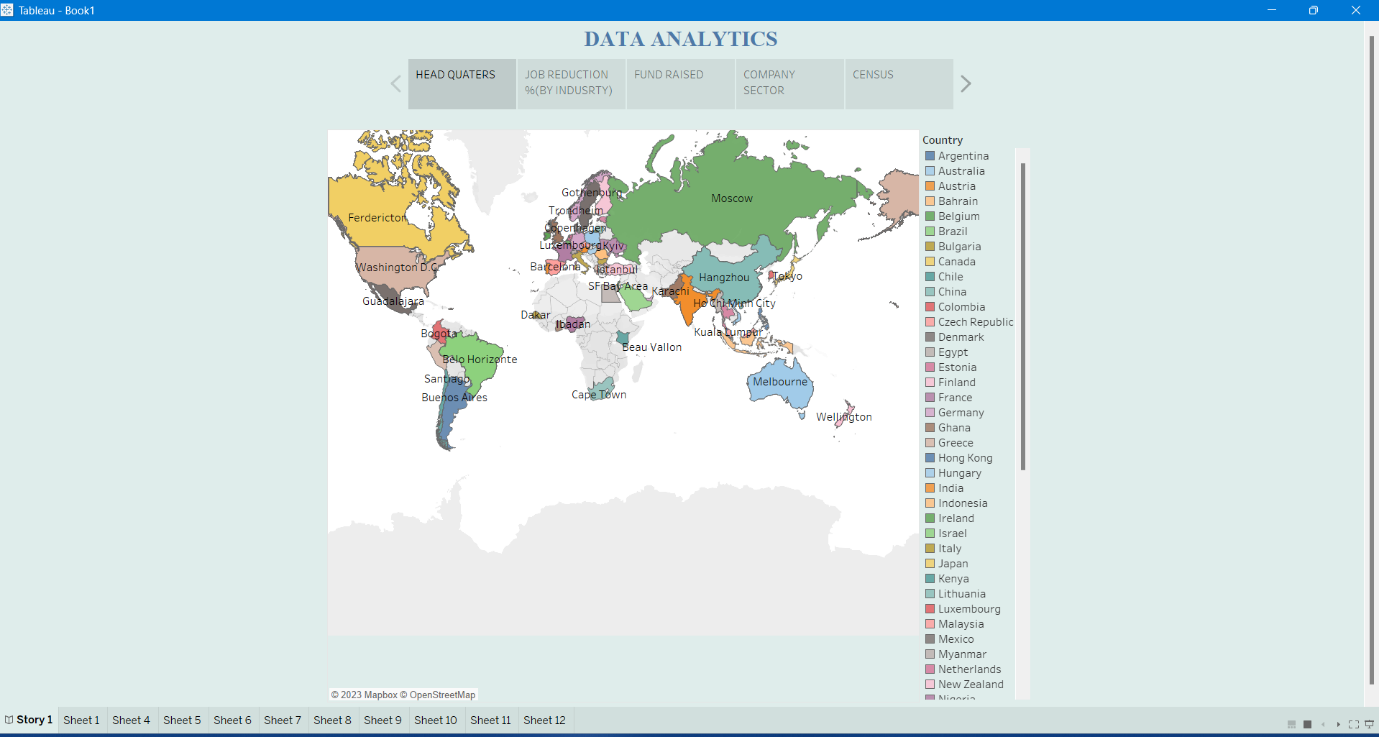 Tableau - Book1
DATA ANALYTICS
HEAD QUATERS
JOB REDUCTION
%(BY INDUSRTY)
FUND RAISED
COMPANY
SECTOR
CENSUS
Ferdericton
Washington D.C.
Guadalajara
Bogota
Belo Horizonte
Santiago
Buenos Aires
Gothenburg
Trondheim
Copenhagen
Luxembourg
Kyiv
Barcelona
Istanbul
SF Bay Area
Dakar
Ibadan
Beau Vallon
Cape Town
Moscow
Hangzhou
Tokyo
Karachi
Ho Chi Minh City
Kuala Lumpur
Melbourne
Wellington
© 2023 Mapbox © OpenStreetMap
Country
Argentina
Australia
Austria
Bahrain
Belgium
Brazil
Bulgaria
Canada
Chile
China
Colombia
Czech Republic
Denmark
Egypt
Estonia
Finland
France
Germany
Ghana
Greece
Hong Kong
Hungary
India
Indonesia
Ireland
Israel
Italy
Japan
Kenya
Lithuania
Luxembourg
Malaysia
Mexico
Myanmar
Netherlands
New Zealand
Nigeria
Story 1
Sheet 1
Sheet 4
Sheet 5
Sheet 6
Sheet 7
Sheet 8
Sheet 9
Sheet 10
Sheet 11
Sheet 12